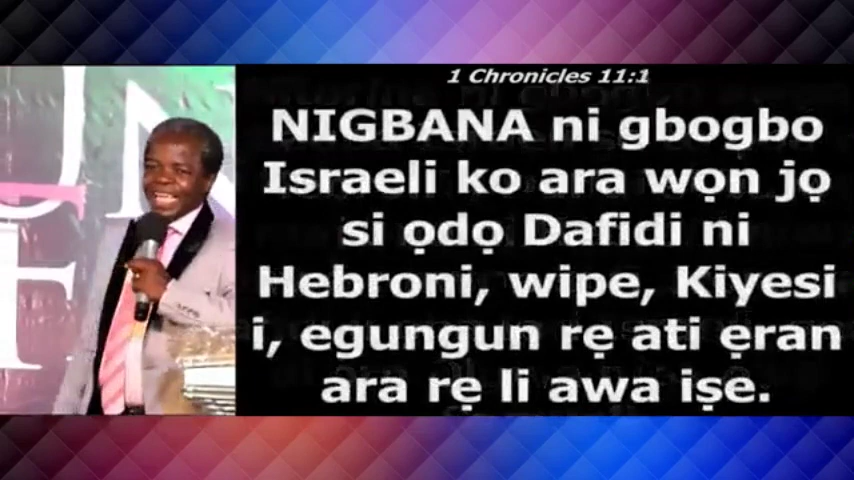 1 Chronicles 11:1
NIGBANA ni gbogbo
Israeli ko ara wọn jọ
si ọdọ Dafidi ni
Hebroni, wipe, Kiyesi
i, egungun rẹ ati ẹran
ara rẹ li awa iṣe.